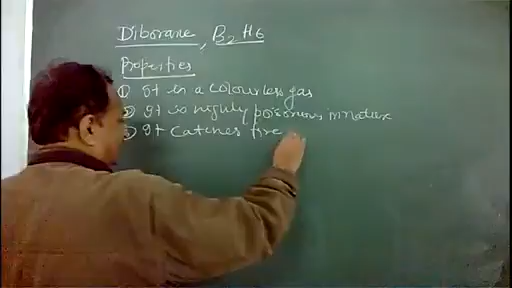 Diborane, B2H6
Properties
① It is a colourless gas
② It is highly poisonous in nature
③ It catches fire